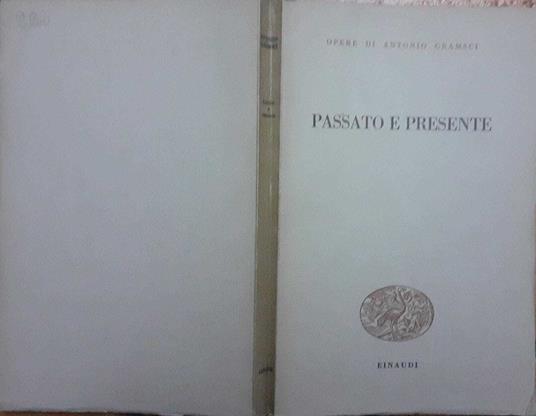 OPERE DI ANTONIO GRAMSCI
PASSATO E PRESENTE
EINAUDI